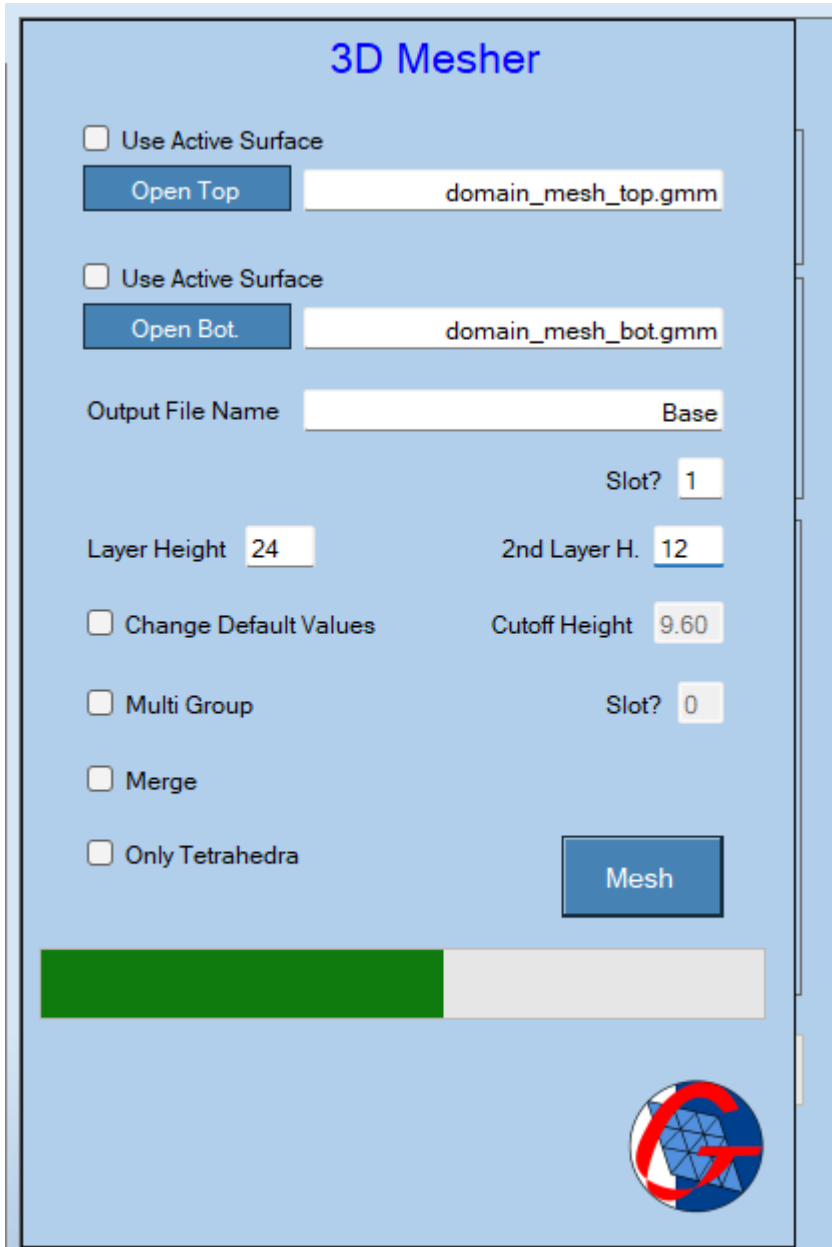 3D Mesher
Use Active Surface
Open Top domain_mesh_top.gmm
Use Active Surface
Open Bot. domain_mesh_bot.gmm
Output File Name Base
Slot? 1
Layer Height 24 2nd Layer H. 12
Change Default Values Cutoff Height 9.60
Multi Group Slot? 0
Merge
Only Tetrahedra
Mesh